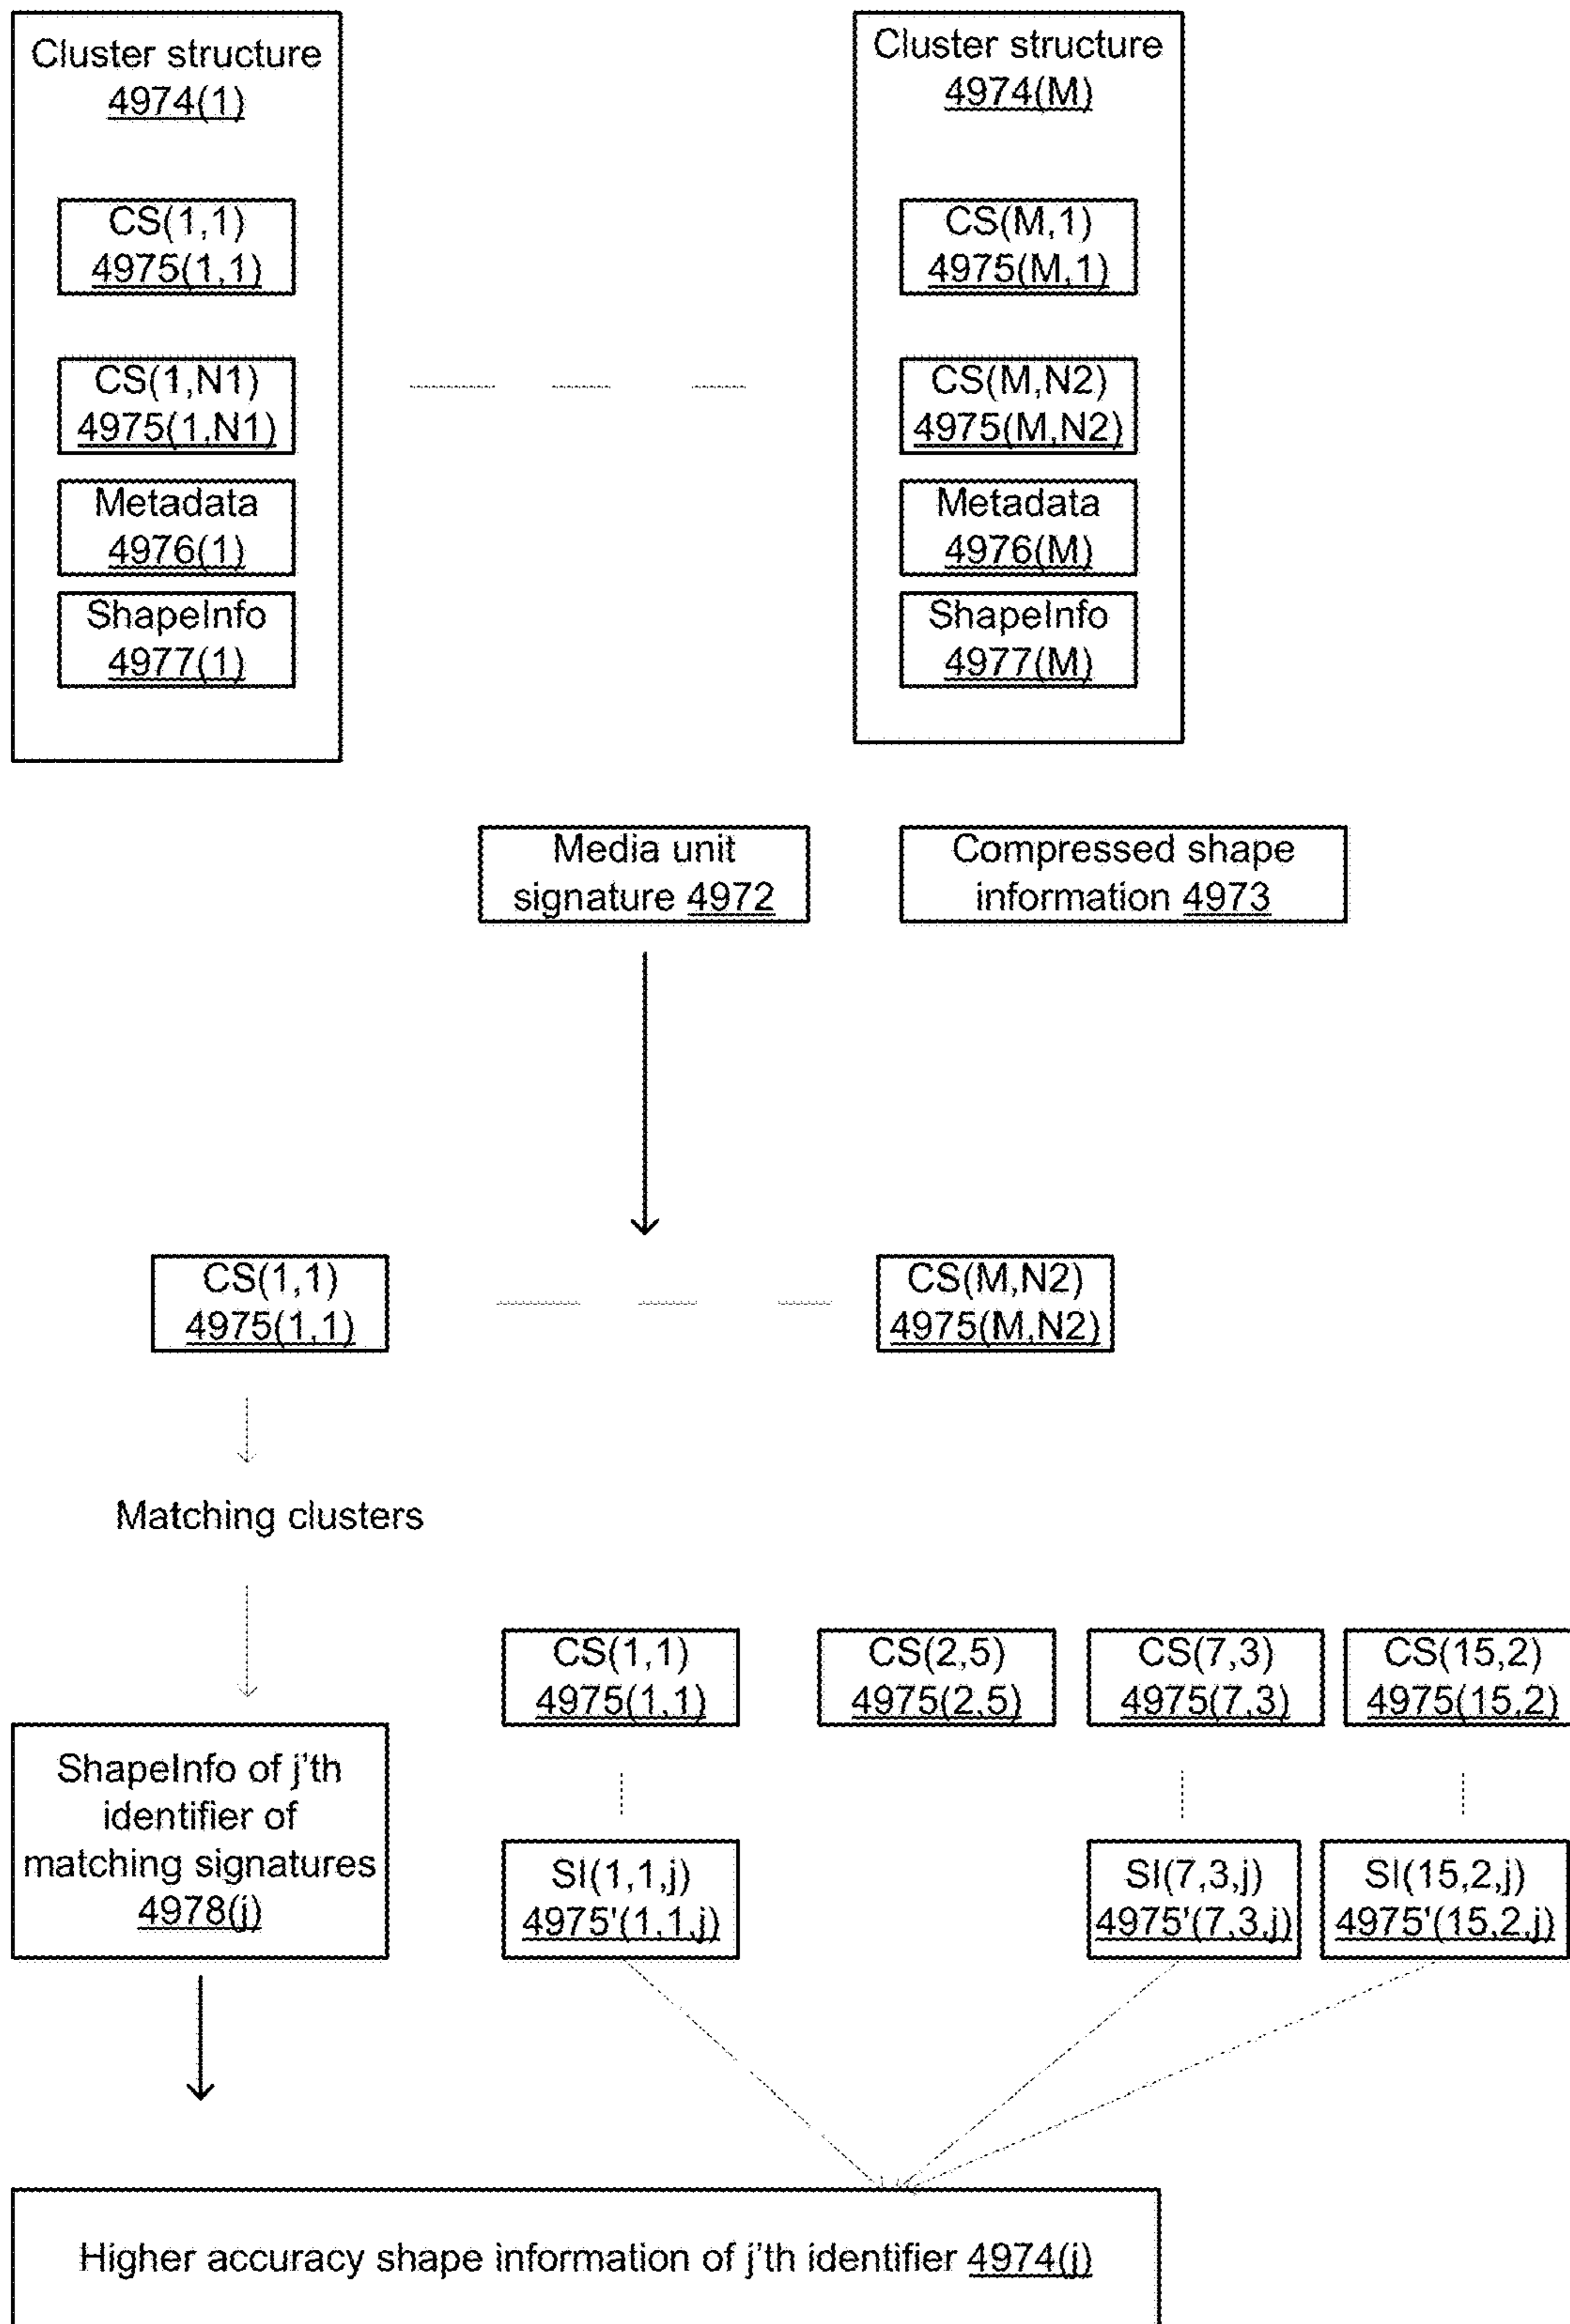 Cluster structure
4974(1)
CS(1,1)
4975(1,1)
CS(1,N1)
4975(1,N1)
Metadata
4976(1)
ShapeInfo
4977(1)
Cluster structure
4974(M)
CS(M,1)
4975(M,1)
CS(M,N2)
4975(M,N2)
Metadata
4976(M)
ShapeInfo
4977(M)
Media unit
signature 4972
Compressed shape
information 4973
CS(1,1)
4975(1,1)
CS(M,N2)
4975(M,N2)
Matching clusters
CS(1,1)
4975(1,1)
CS(2,5)
4975(2,5)
CS(7,3)
4975(7,3)
CS(15,2)
4975(15,2)
ShapeInfo of j'th
identifier of
matching signatures
4978(j)
SI(1,1,j)
4975'(1,1,j)
SI(7,3,j)
4975'(7,3,j)
SI(15,2,j)
4975'(15,2,j)
Higher accuracy shape information of j'th identifier 4974(j)